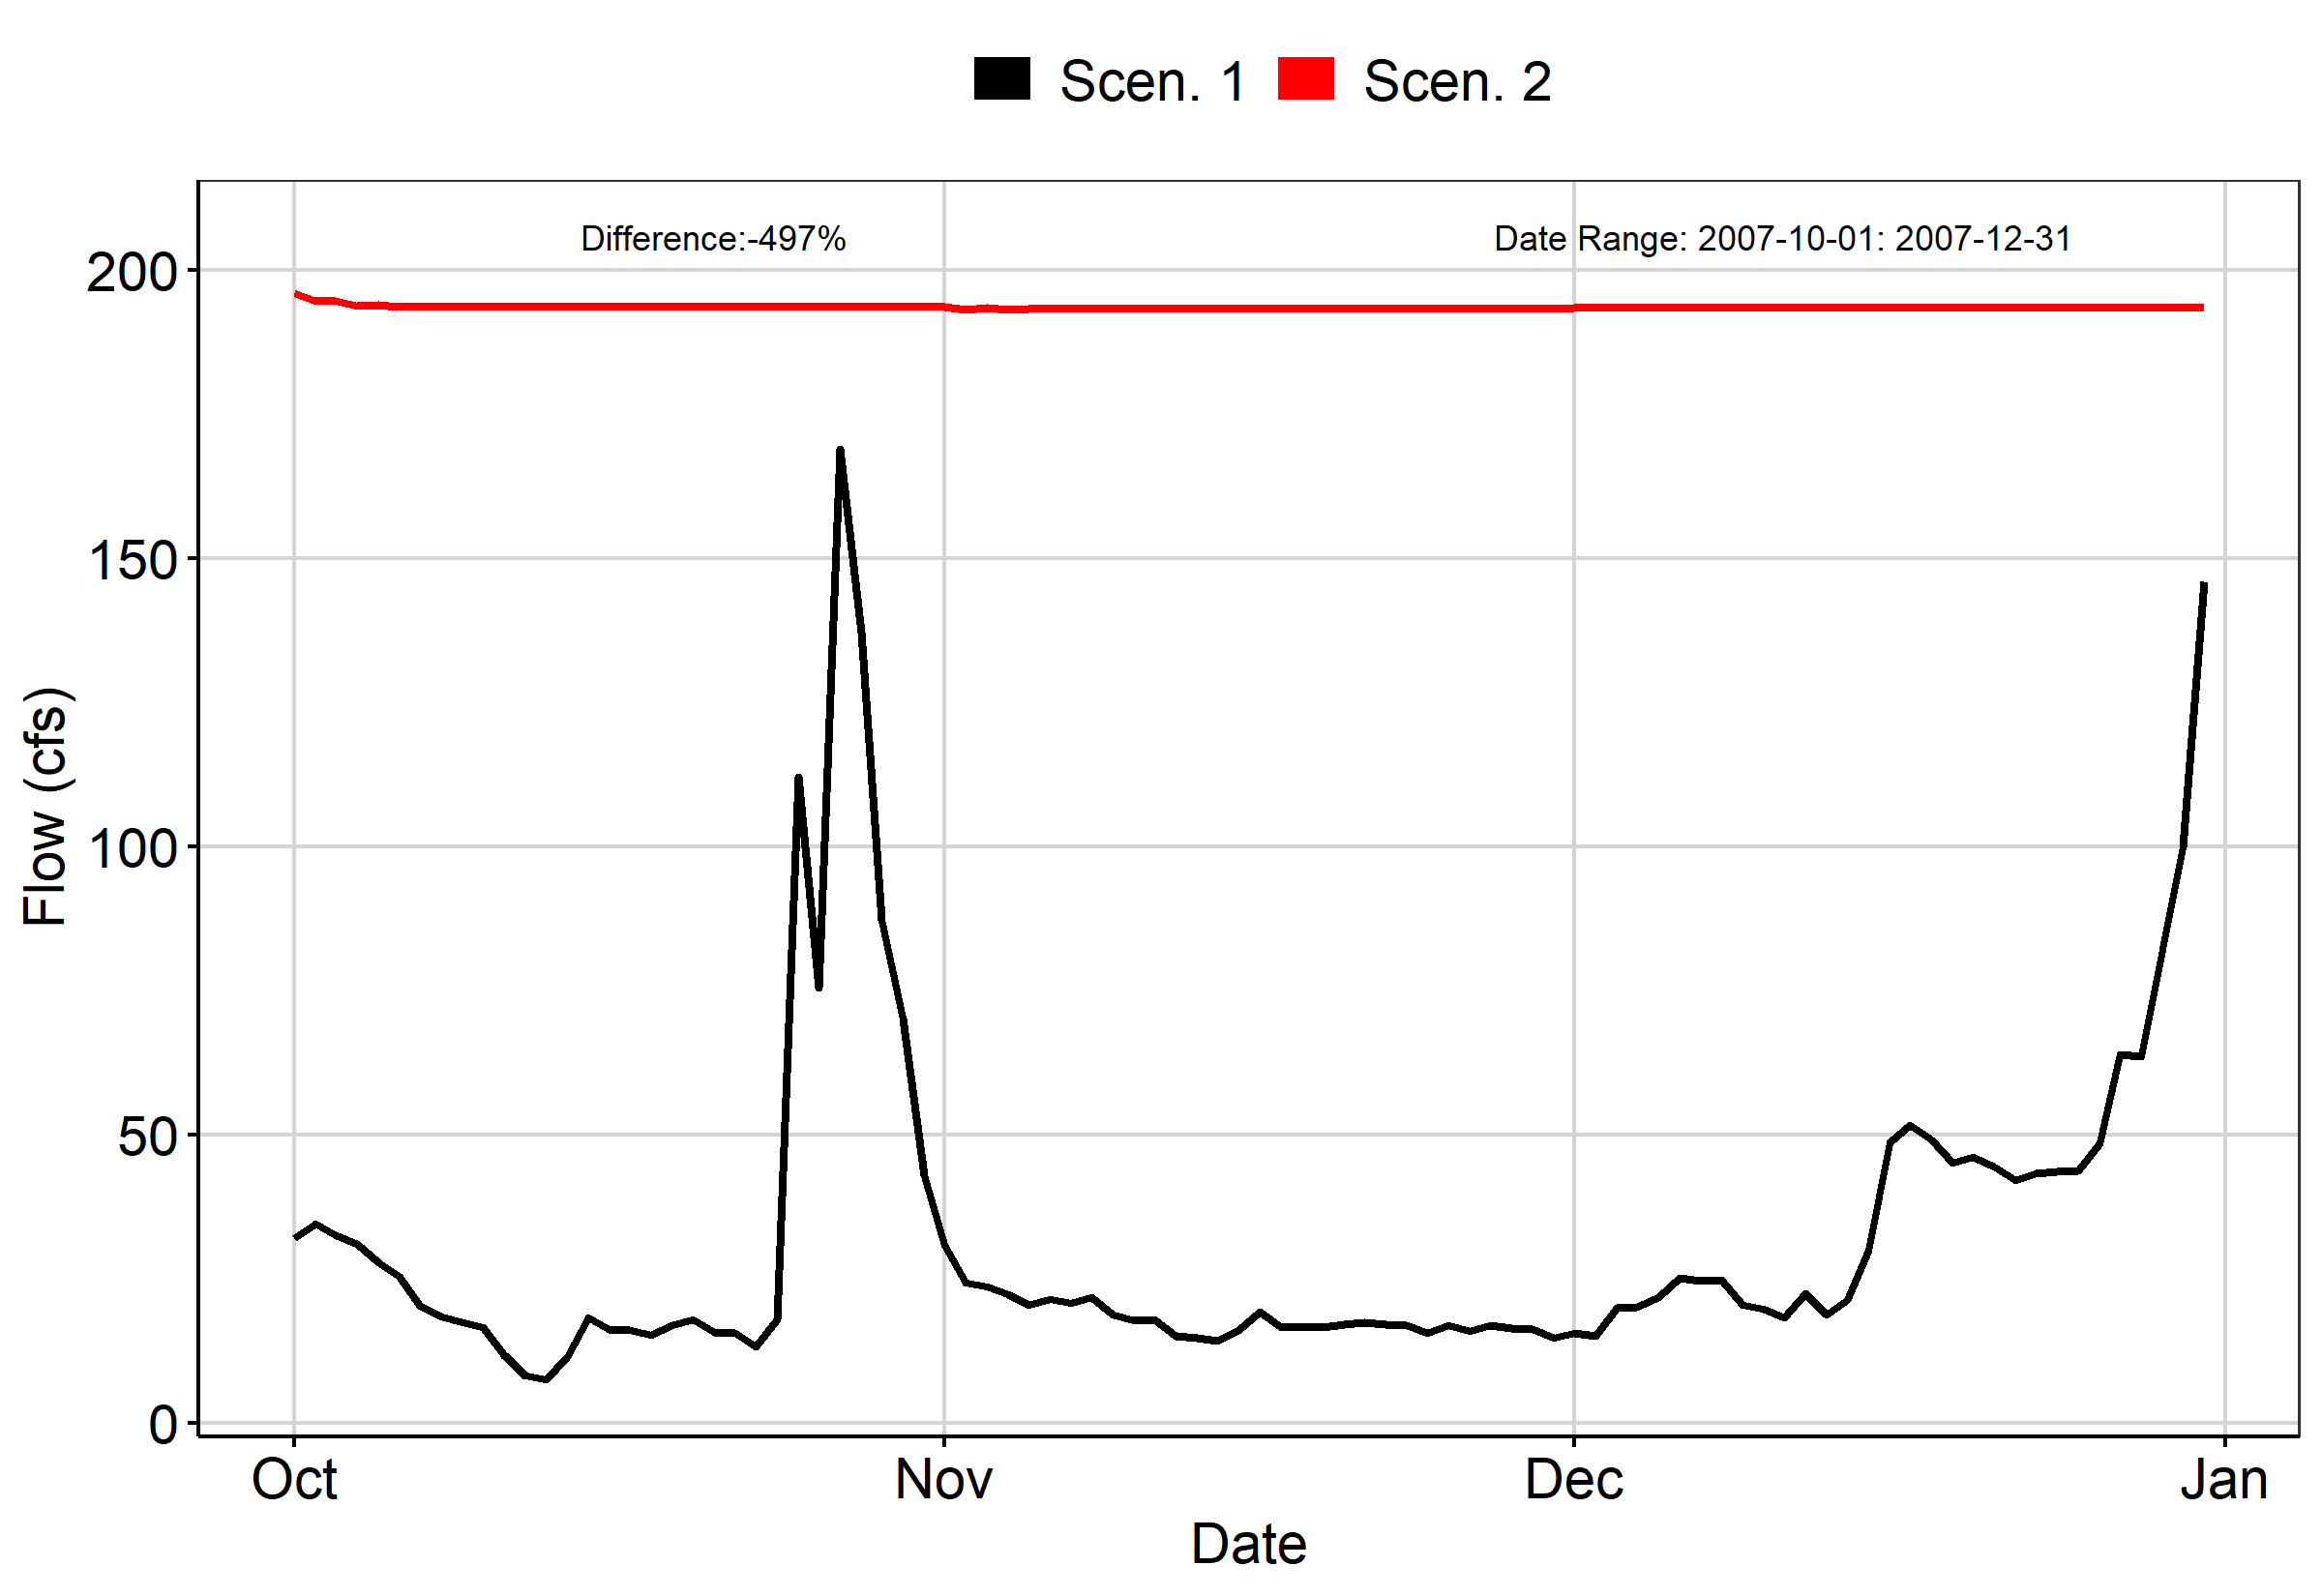 Scen. 1 Scen. 2
Difference:-497% Date Range: 2007-10-01: 2007-12-31
200
150
100
50
0
Flow (cfs)
Oct Nov Dec Jan
Date